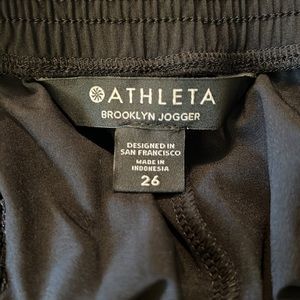 ATHLETA
BROOKLYN JOGGER
DESIGNED IN
SAN FRANCISCO
MADE IN
INDONESIA
26